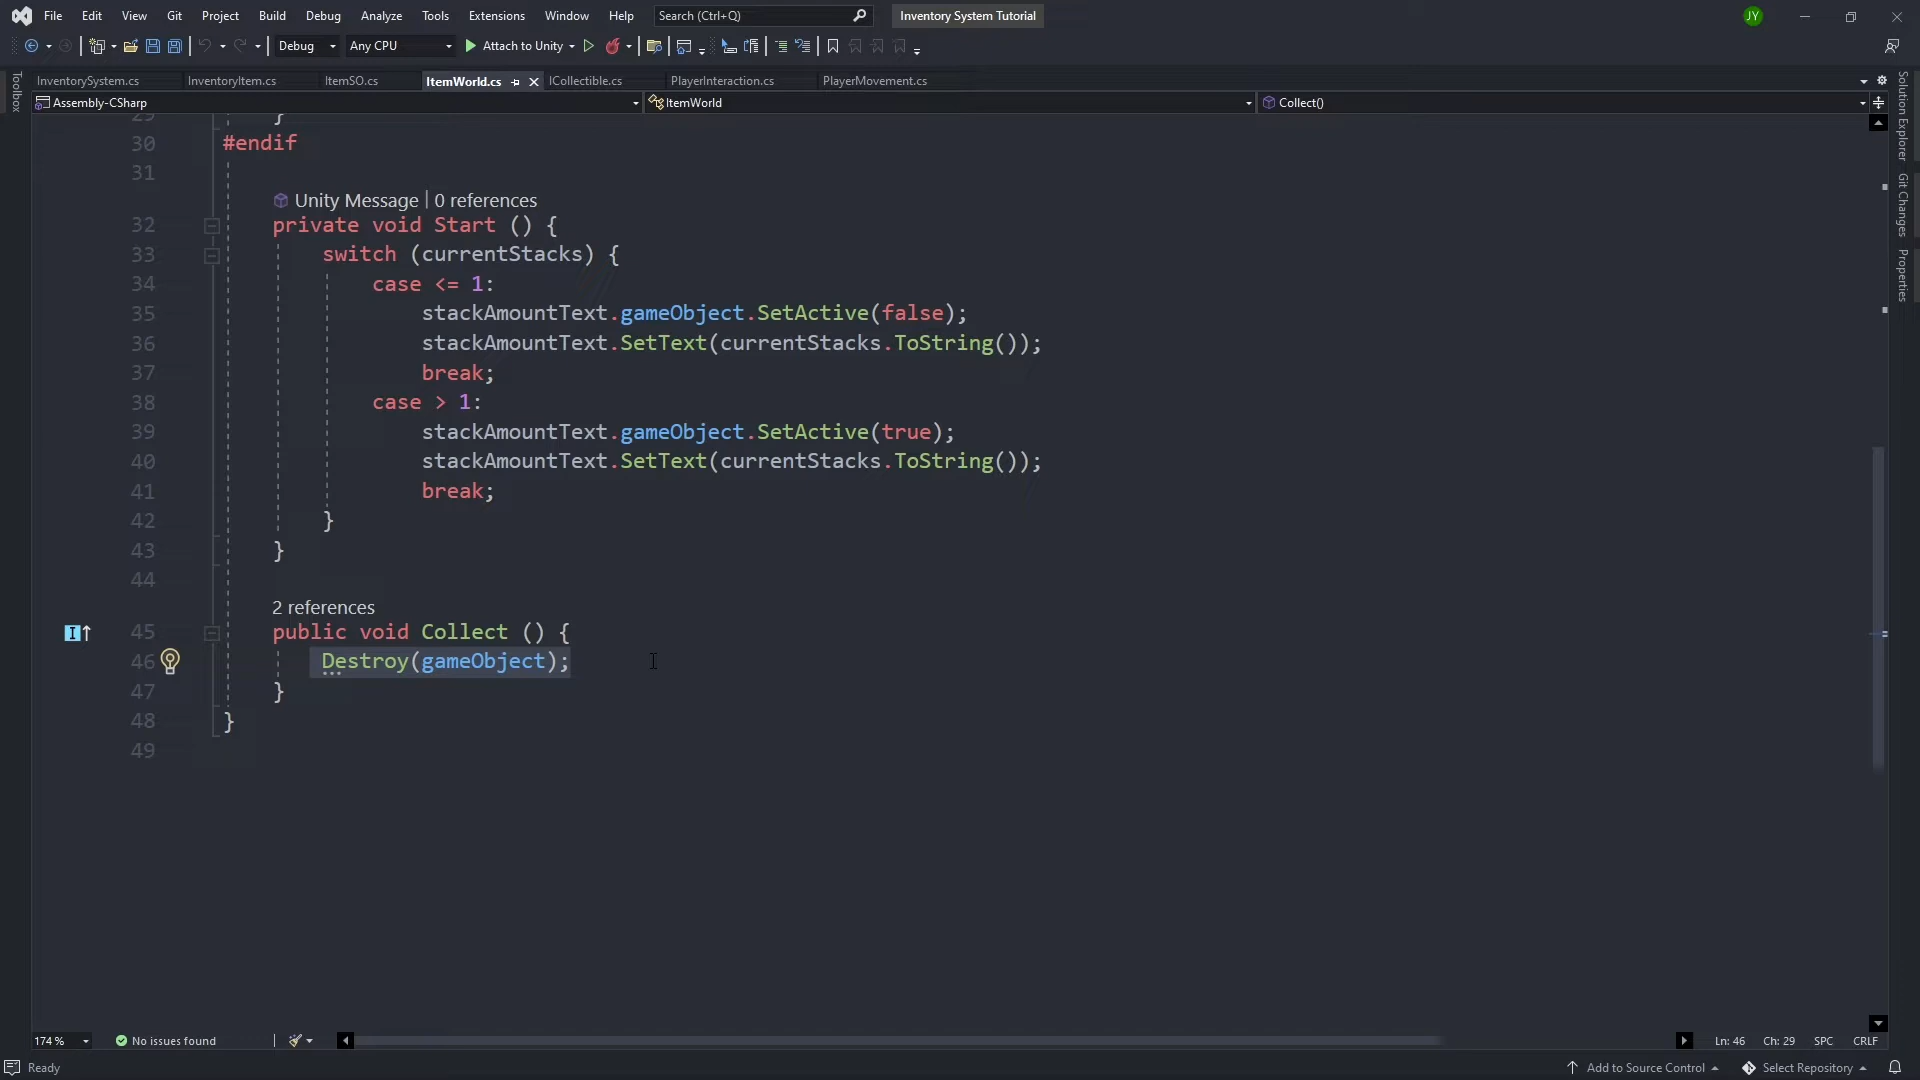 File Edit View Git Project Build Debug Analyze Tools Extensions Window Help Search (Ctrl+Q) Inventory System Tutorial JY
Debug Any CPU Attach to Unity
Toolbox
InventorySystem.cs InventoryItem.cs ItemSO.cs ItemWorld.cs ICollectible.cs PlayerInteraction.cs PlayerMovement.cs
Assembly-CSharp ItemWorld Collect()
29 }
30 #endif
31
Unity Message | 0 references
32 private void Start () {
33 switch (currentStacks) {
34 case <= 1:
35 stackAmountText.gameObject.SetActive(false);
36 stackAmountText.SetText(currentStacks.ToString());
37 break;
38 case > 1:
39 stackAmountText.gameObject.SetActive(true);
40 stackAmountText.SetText(currentStacks.ToString());
41 break;
42 }
43 }
44
2 references
45 public void Collect () {
46 Destroy(gameObject);
47 }
48 }
49
Solution Explorer
Git Changes
Properties
174 % No issues found Ln: 46 Ch: 29 SPC CRLF
Ready Add to Source Control Select Repository